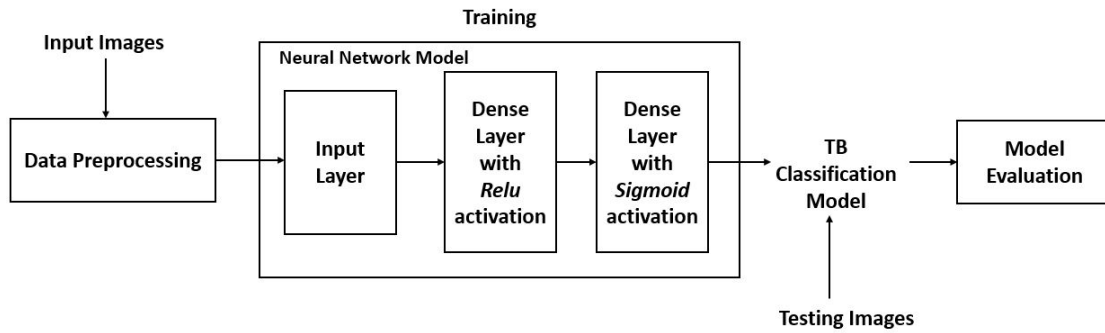 Training
Input Images
Neural Network Model
Data Preprocessing
Input
Layer
Dense
Layer
with
Relu
activation
Dense
Layer
with
Sigmoid
activation
TB
Classification
Model
Model
Evaluation
Testing Images